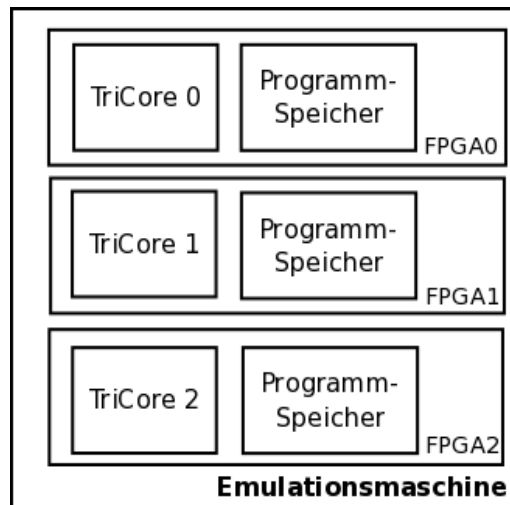 TriCore 0
Programm-
Speicher
FPGA0
TriCore 1
Programm-
Speicher
FPGA1
TriCore 2
Programm-
Speicher
FPGA2
Emulationsmaschine